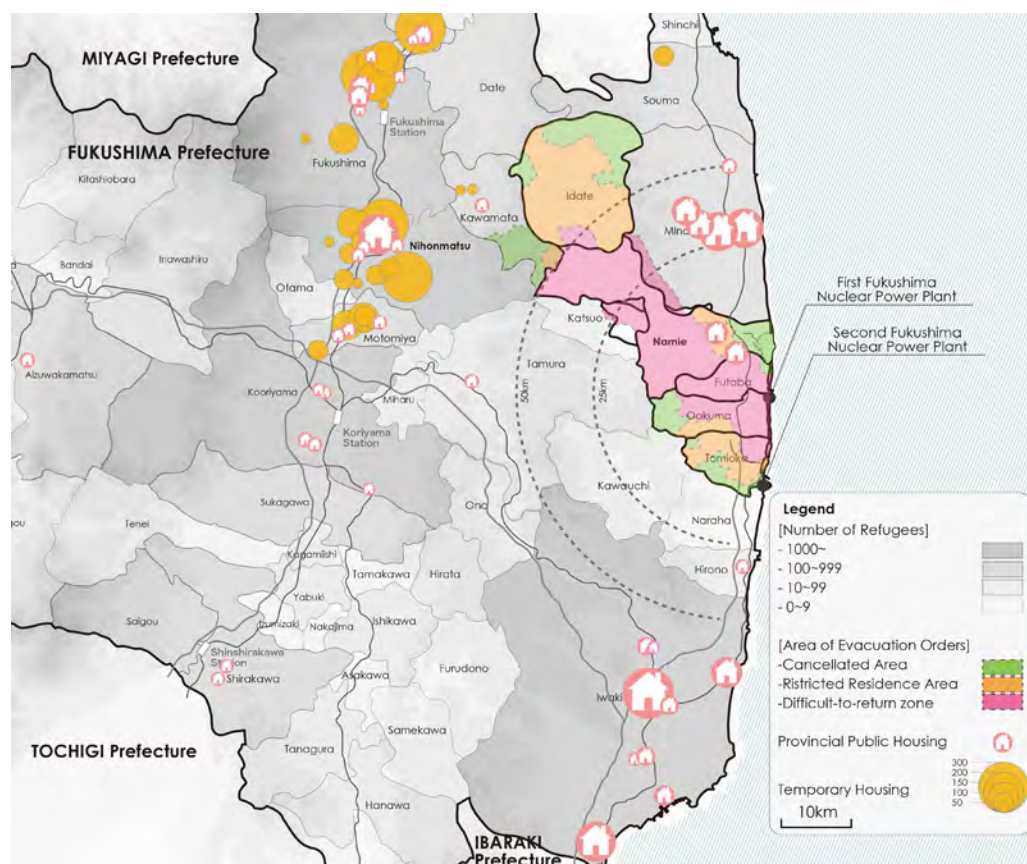 Shinchi
MIYAGI Prefecture
Date
Souma
Fukushima
Station
FUKUSHIMA Prefecture
Fukushima
Kitashiobara
Idate
Kawamata
Mina
Nihonmatsu
Bandai
Inawashiro
Otama
First Fukushima
Nuclear Power Plant
Katsuo
Second Fukushima
Nuclear Power Plant
Motomiya
Namie
Tamura
Aizuwakamatsu
Futaba
50km
25km
Kooriyama
Miharu
Ookuma
Koriyama
Station
Tomioka
Kawauchi
Sukagawa
Ono
Naraha
Tenei
Legend
[Number of Refugees]
- 1000~
- 100~999
- 10~99
- 0~9
Kagamiishi
Hirono
Tamakawa
Hirata
Yabuki
Saigou
Izumizaki
Nakajima
Ishikawa
Shinshirakawa
Station
[Area of Evacuation Orders]
-Cancellated Area
-Ristricted Residence Area
-Difficult-to-return zone
Shirakawa
Asakawa
Furudono
Iwaki
Samekawa
TOCHIGI Prefecture
Tanagura
Provincial Public Housing
300
200
150
100
50
Temporary Housing
10km
Hanawa
IBARAKI
Prefecture